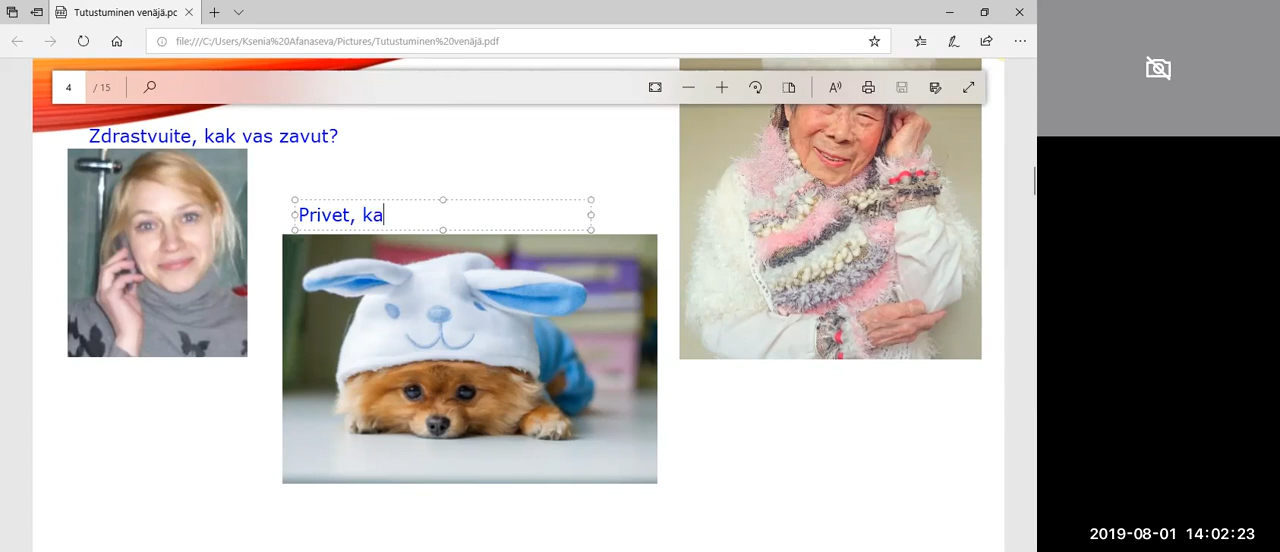 Tutustuminen venäjä.pc
file:///C:/Users/Ksenia%20Afanaseva/Pictures/Tutustuminen%20venäjä.pdf
4 / 15
Zdrastvuite, kak vas zavut?
Privet, ka
2019-08-01 14:02:23